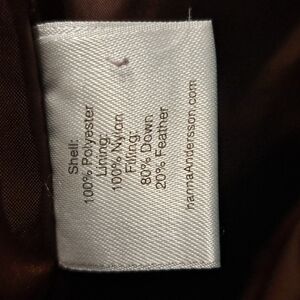 Shell:
100% Polyester
Lining:
100% Nylon
Filling:
80% Down
20% Feather
hannaAndersson.com